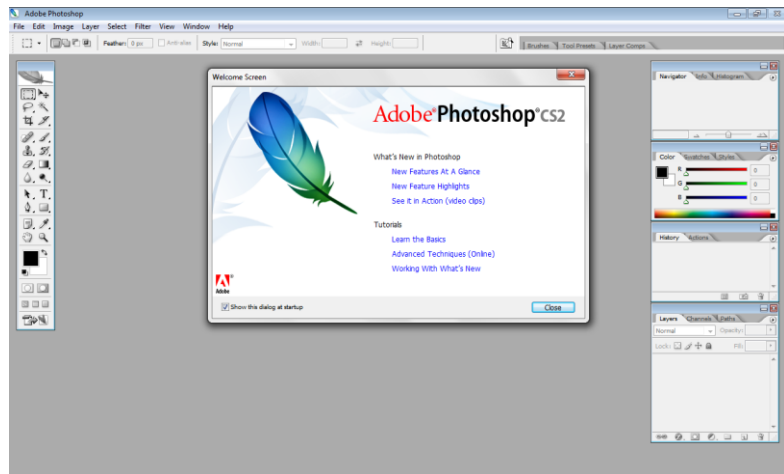 Adobe Photoshop
File Edit Image Layer Select Filter View Window Help
Feather: 0 px Anti-alias Style: Normal Width: Height:
Brushes Tool Presets Layer Comps
Welcome Screen
Adobe® Photoshop® CS2
What's New in Photoshop
New Features At A Glance
New Feature Highlights
See it in Action (video clips)
Tutorials
Learn the Basics
Advanced Techniques (Online)
Working With What's New
Adobe
Show this dialog at startup
Close
Navigator Info Histogram
Color Swatches Styles
R 0
G 0
B 0
History Actions
Layers Channels Paths
Normal Opacity:
Lock: Fill: